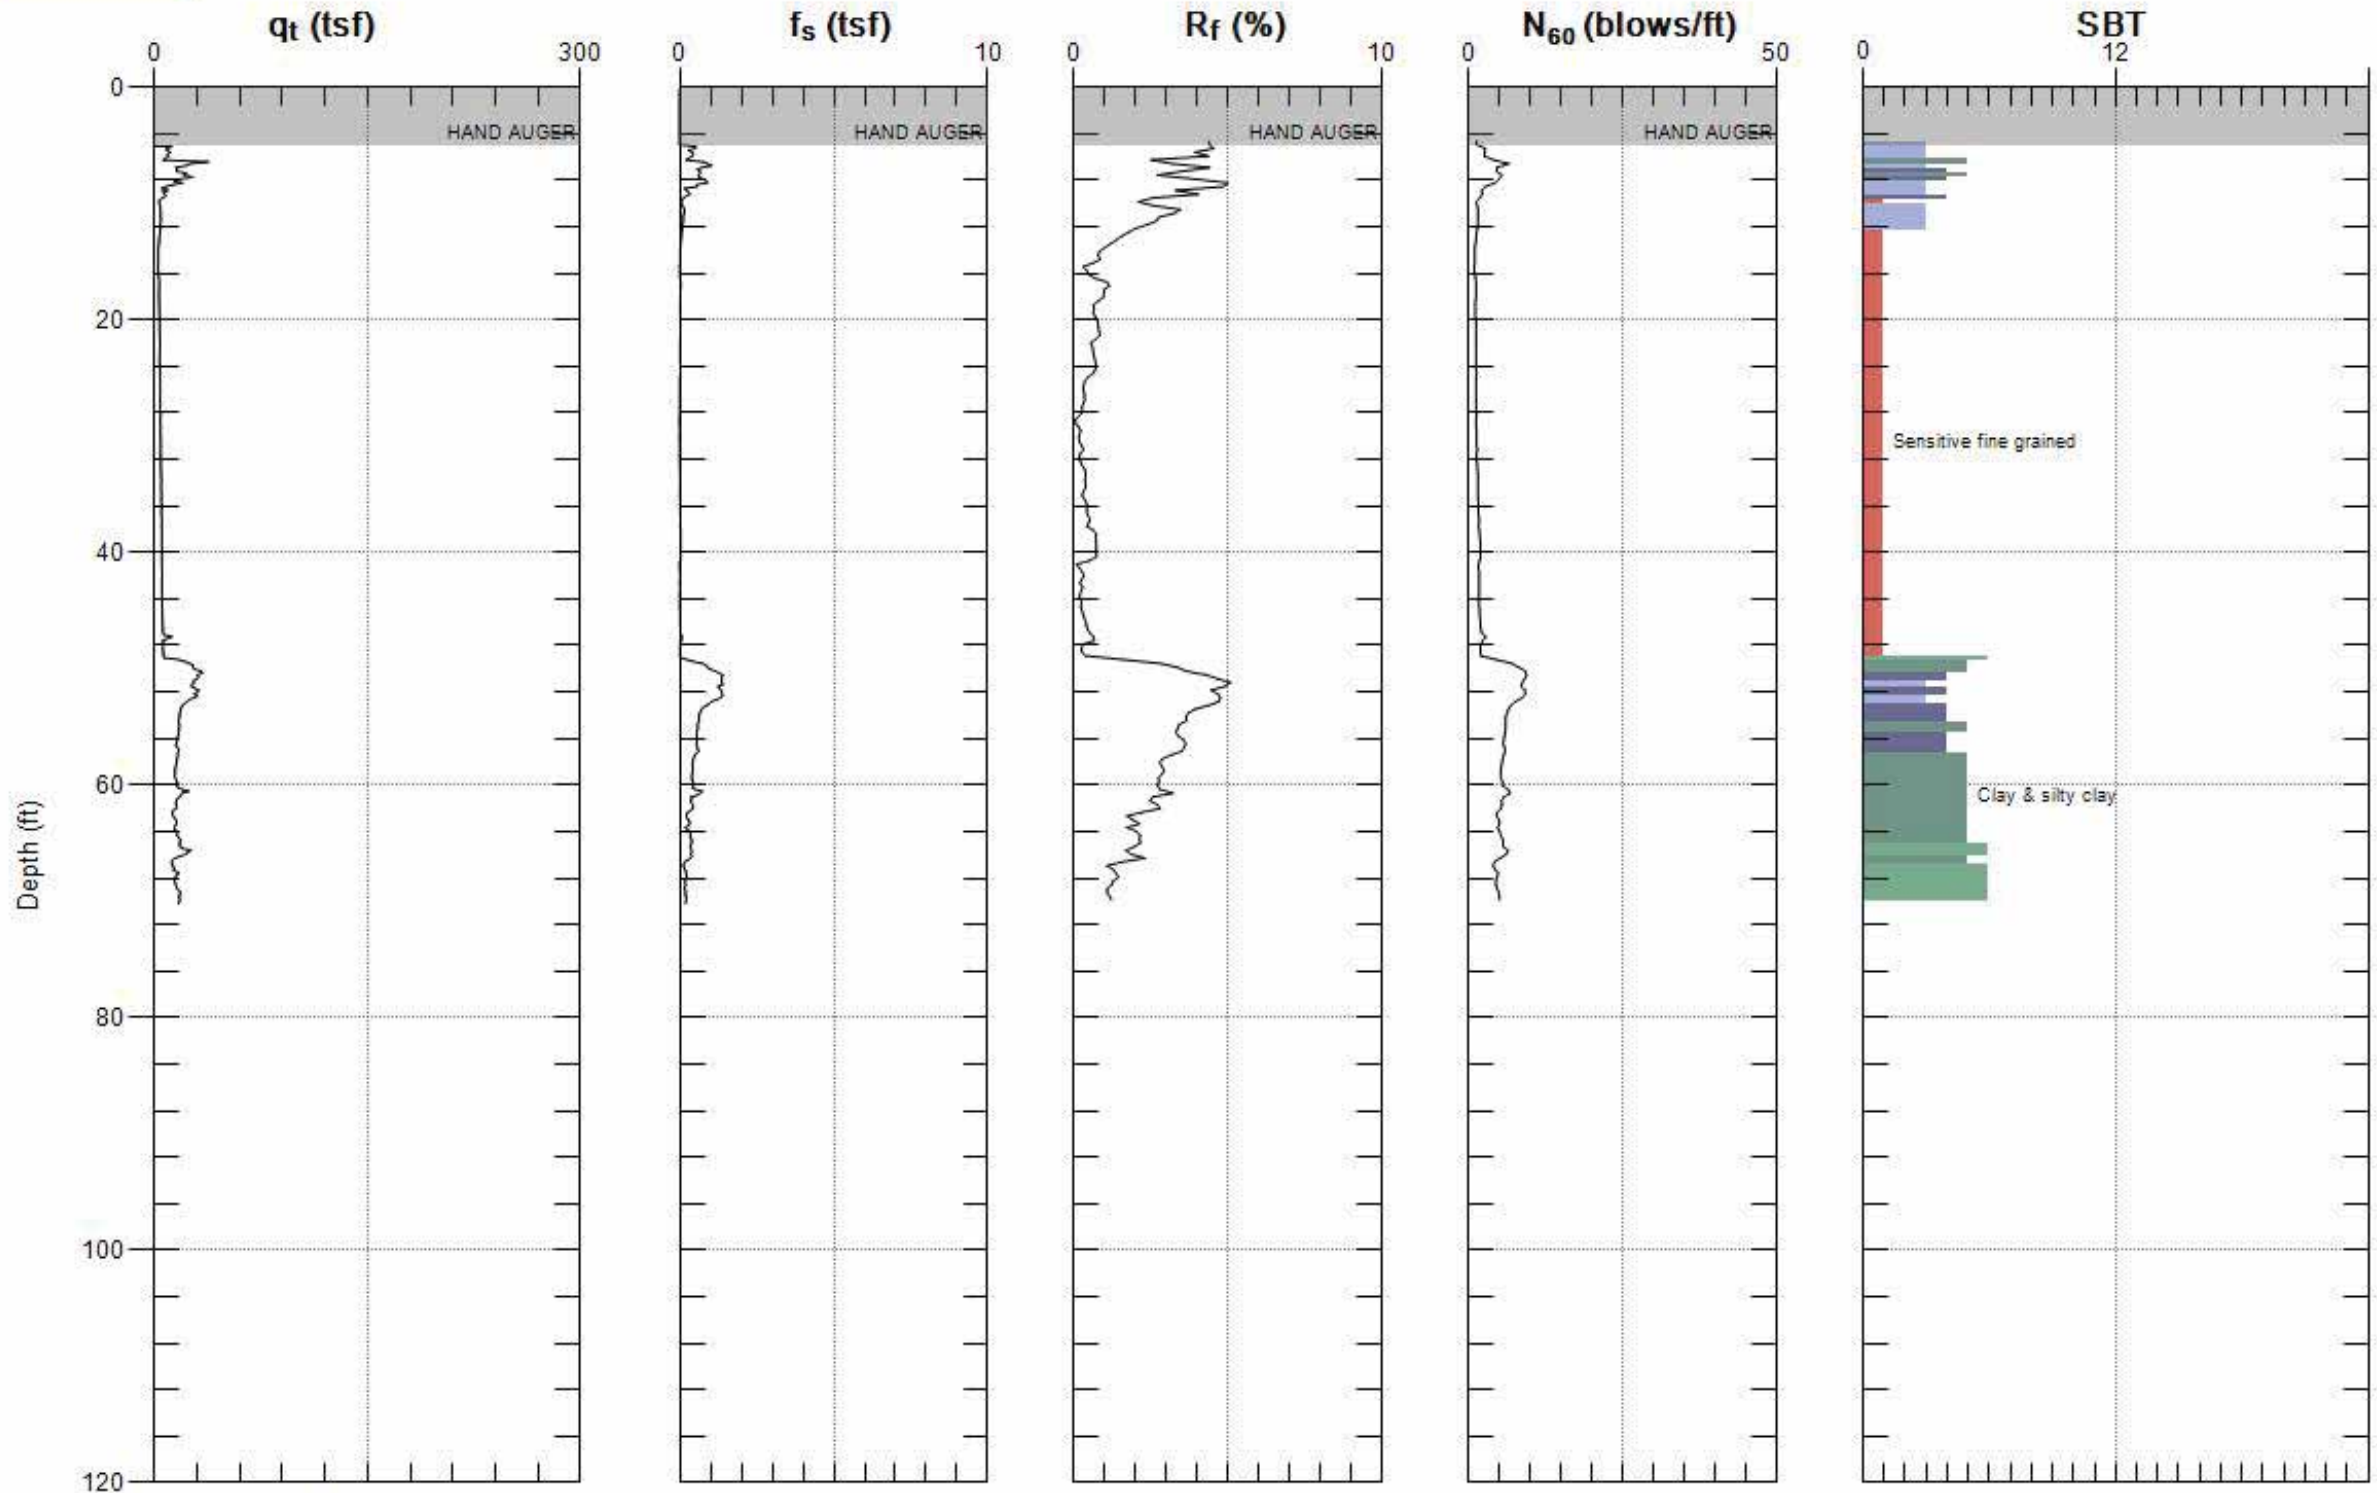 qt (tsf) fs (tsf) Rf (%) N60 (blows/ft) SBT
0 300 0 10 0 10 0 50 0 12
0
HAND AUGER HAND AUGER HAND AUGER HAND AUGER
20
Sensitive fine grained
40
60
Clay & silty clay
Depth (ft)
80
100
120